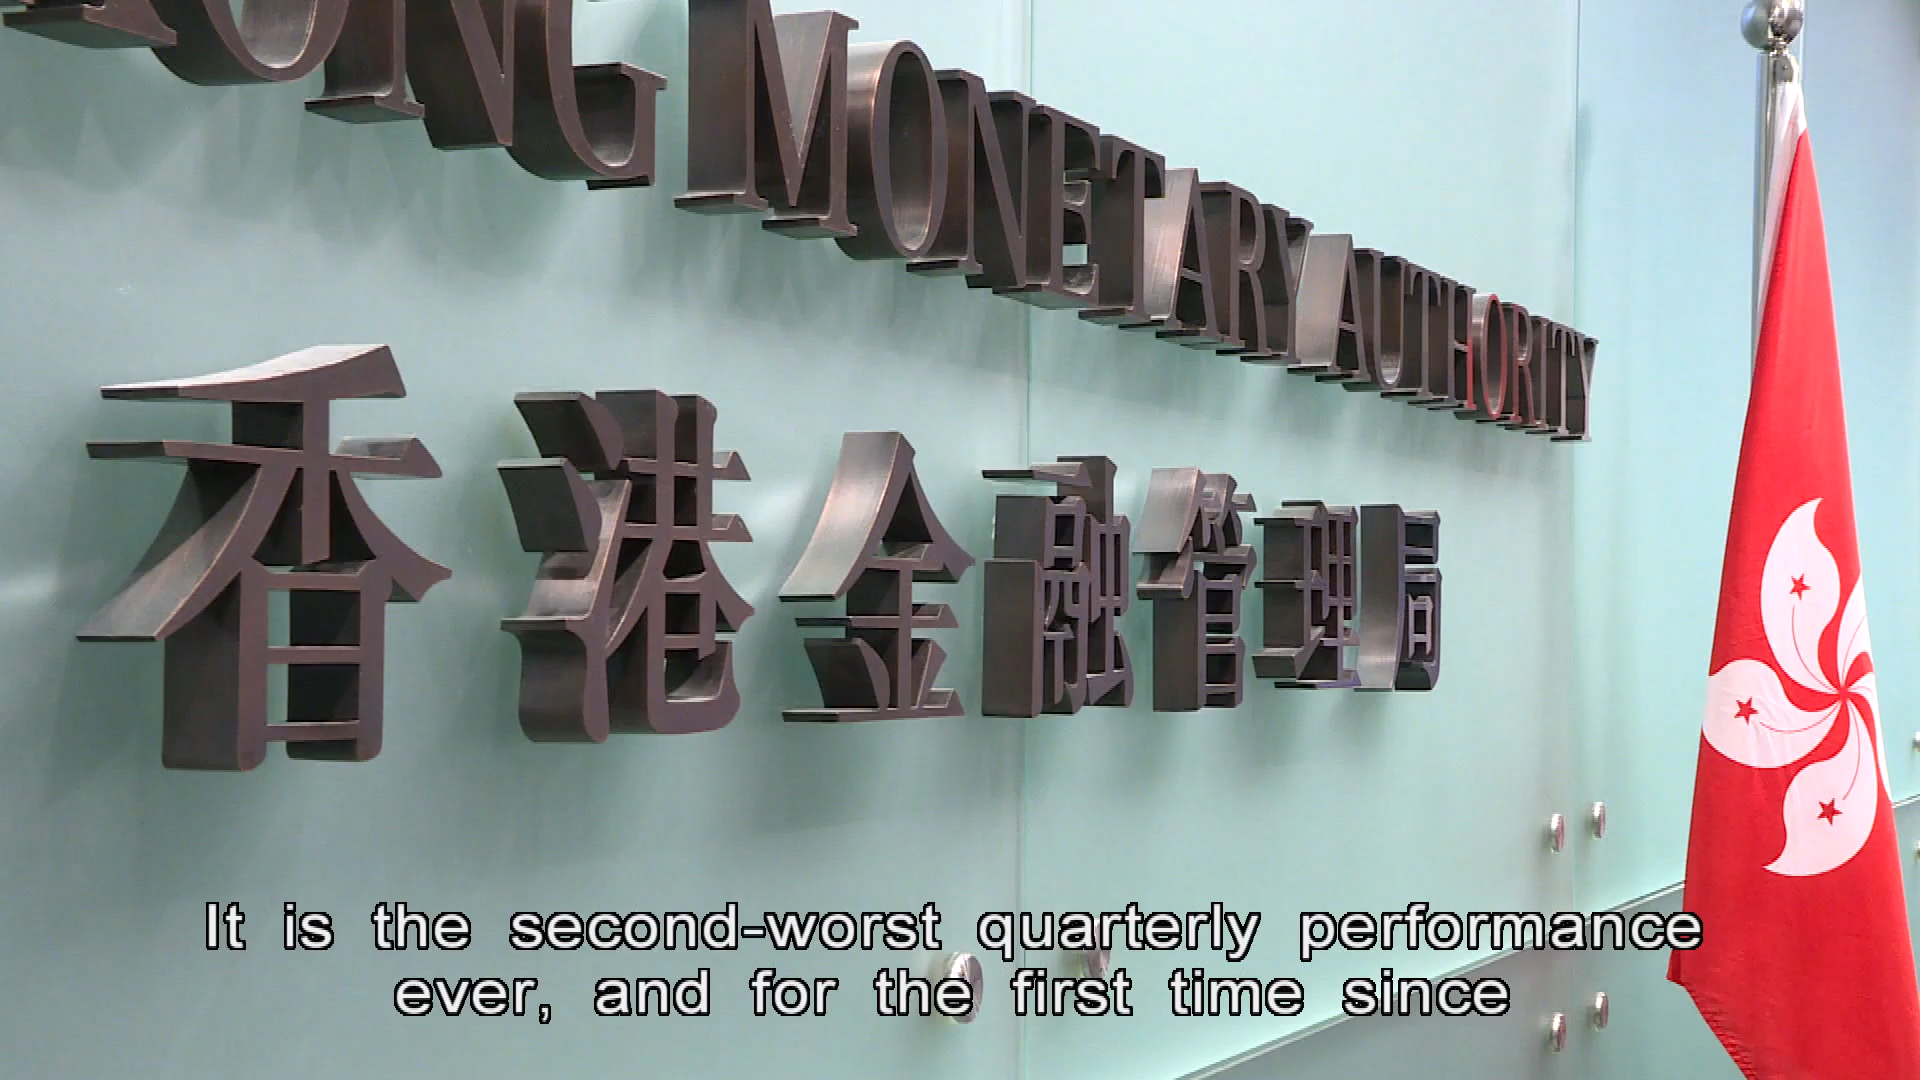 KONG MONETARY AUTHORITY
香港金融管理局
It is the second-worst quarterly performance
ever, and for the first time since